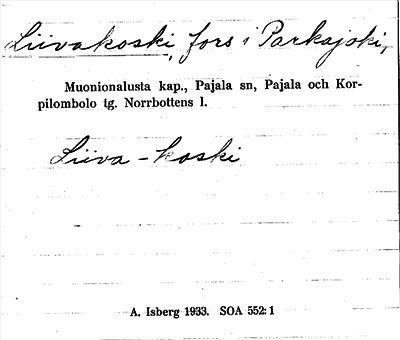 Liivakoski, fors i Parkajoki,
Muonionalusta kap., Pajala sn, Pajala och Kor-
pilombolo tg. Norrbottens l.
Liiva - koski
A. Isberg 1933. SOA 552: 1